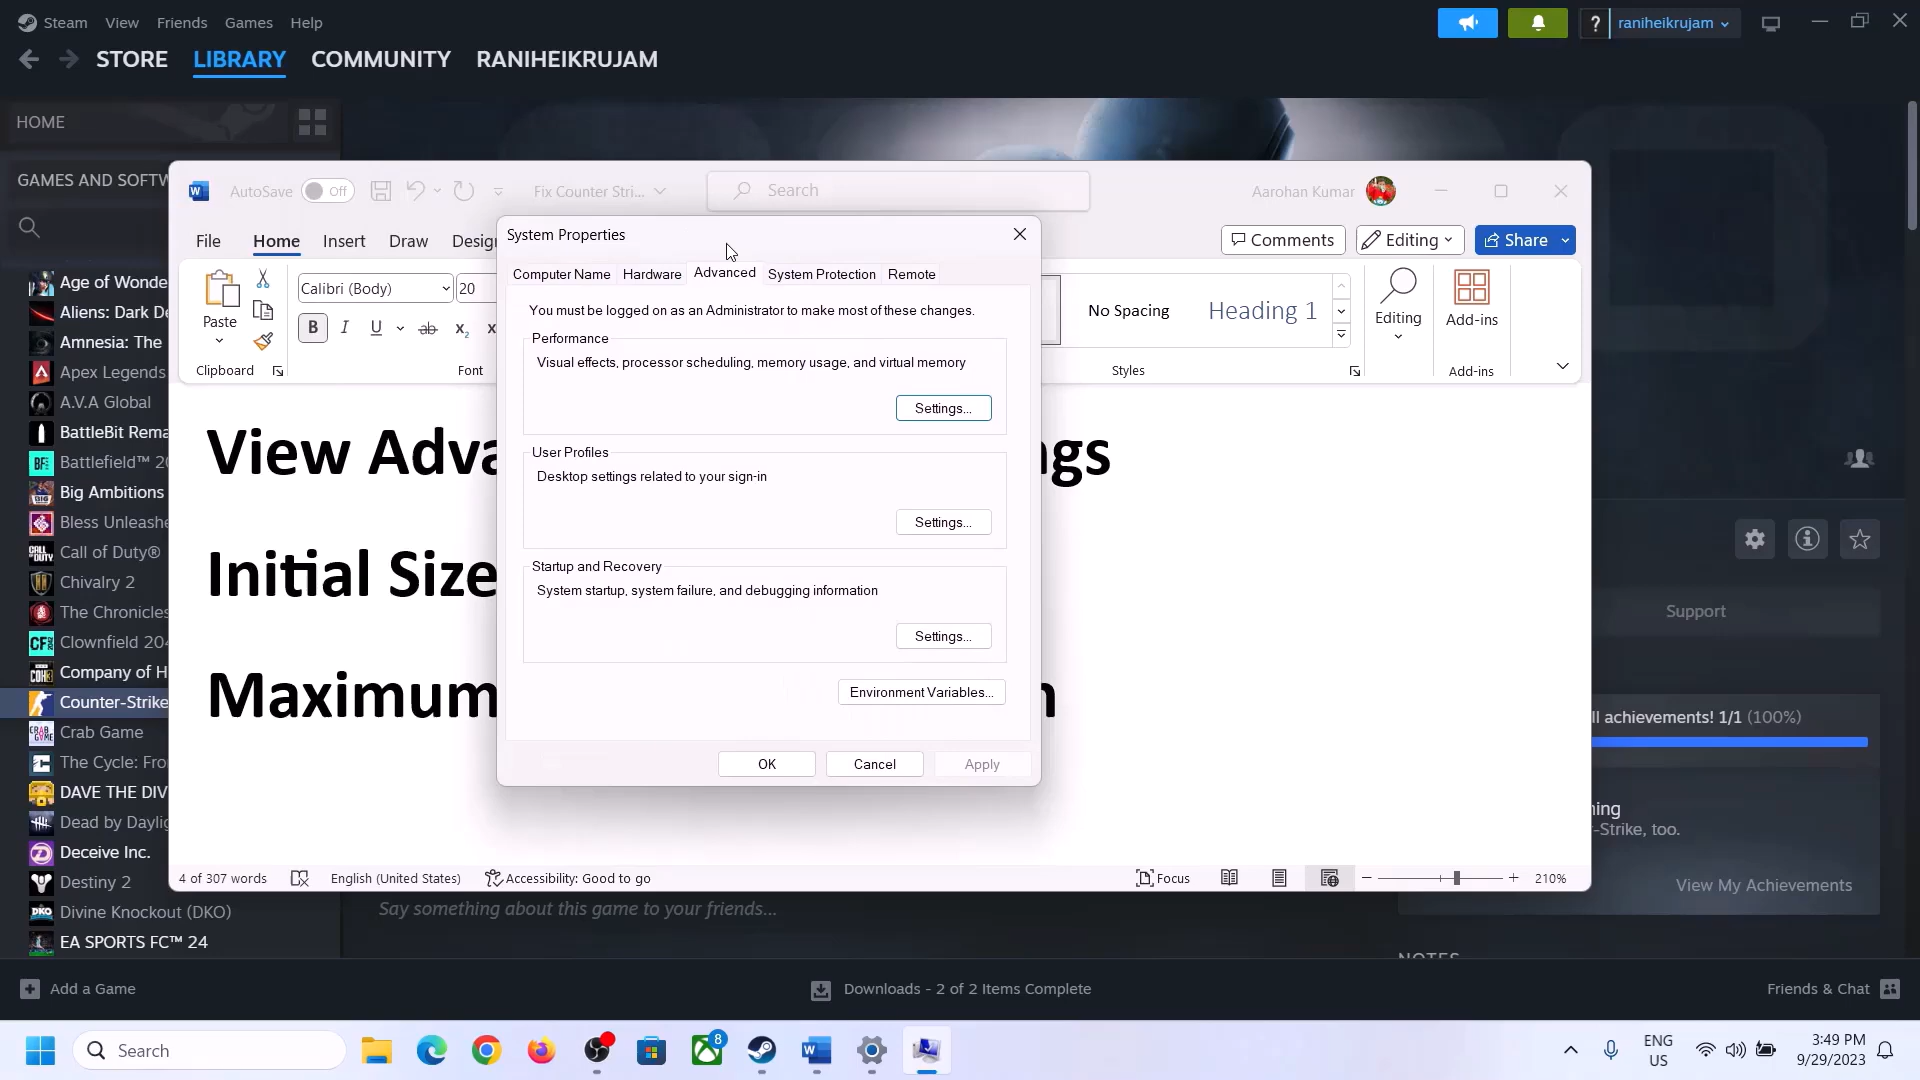 Steam View Friends Games Help
? raniheikrujam
STORE LIBRARY COMMUNITY RANIHEIKRUJAM
HOME
GAMES AND SOFTW
Age of Wonde
Aliens: Dark De
Amnesia: The
Apex Legends
A.V.A Global
BattleBit Rema
Battlefield™ 20
Big Ambitions
Bless Unleashe
Call of Duty®
Chivalry 2
The Chronicles
Clownfield 204
Company of H
Counter-Strike
Crab Game
The Cycle: Fro
DAVE THE DIV
Dead by Daylig
Deceive Inc.
Destiny 2
Divine Knockout (DKO)
EA SPORTS FC™ 24
AutoSave Off Fix Counter Stri... Search Aarohan Kumar
File Home Insert Draw Desig Comments Editing Share
Paste
Clipboard
Calibri (Body) 20
B I U ab x₂ x
Font
No Spacing Heading 1
Styles
Editing
Add-ins
Add-ins
View Adva ngs
Initial Size
Maximum n
4 of 307 words English (United States) Accessibility: Good to go Focus 210%
System Properties
Computer Name Hardware Advanced System Protection Remote
You must be logged on as an Administrator to make most of these changes.
Performance
Visual effects, processor scheduling, memory usage, and virtual memory
Settings...
User Profiles
Desktop settings related to your sign-in
Settings...
Startup and Recovery
System startup, system failure, and debugging information
Settings...
Environment Variables...
OK Cancel Apply
Support
ll achievements! 1/1 (100%)
-Strike, too.
View My Achievements
Say something about this game to your friends...
NOTES
Add a Game Downloads - 2 of 2 Items Complete Friends & Chat
Search
8
ENG
US
3:49 PM
9/29/2023